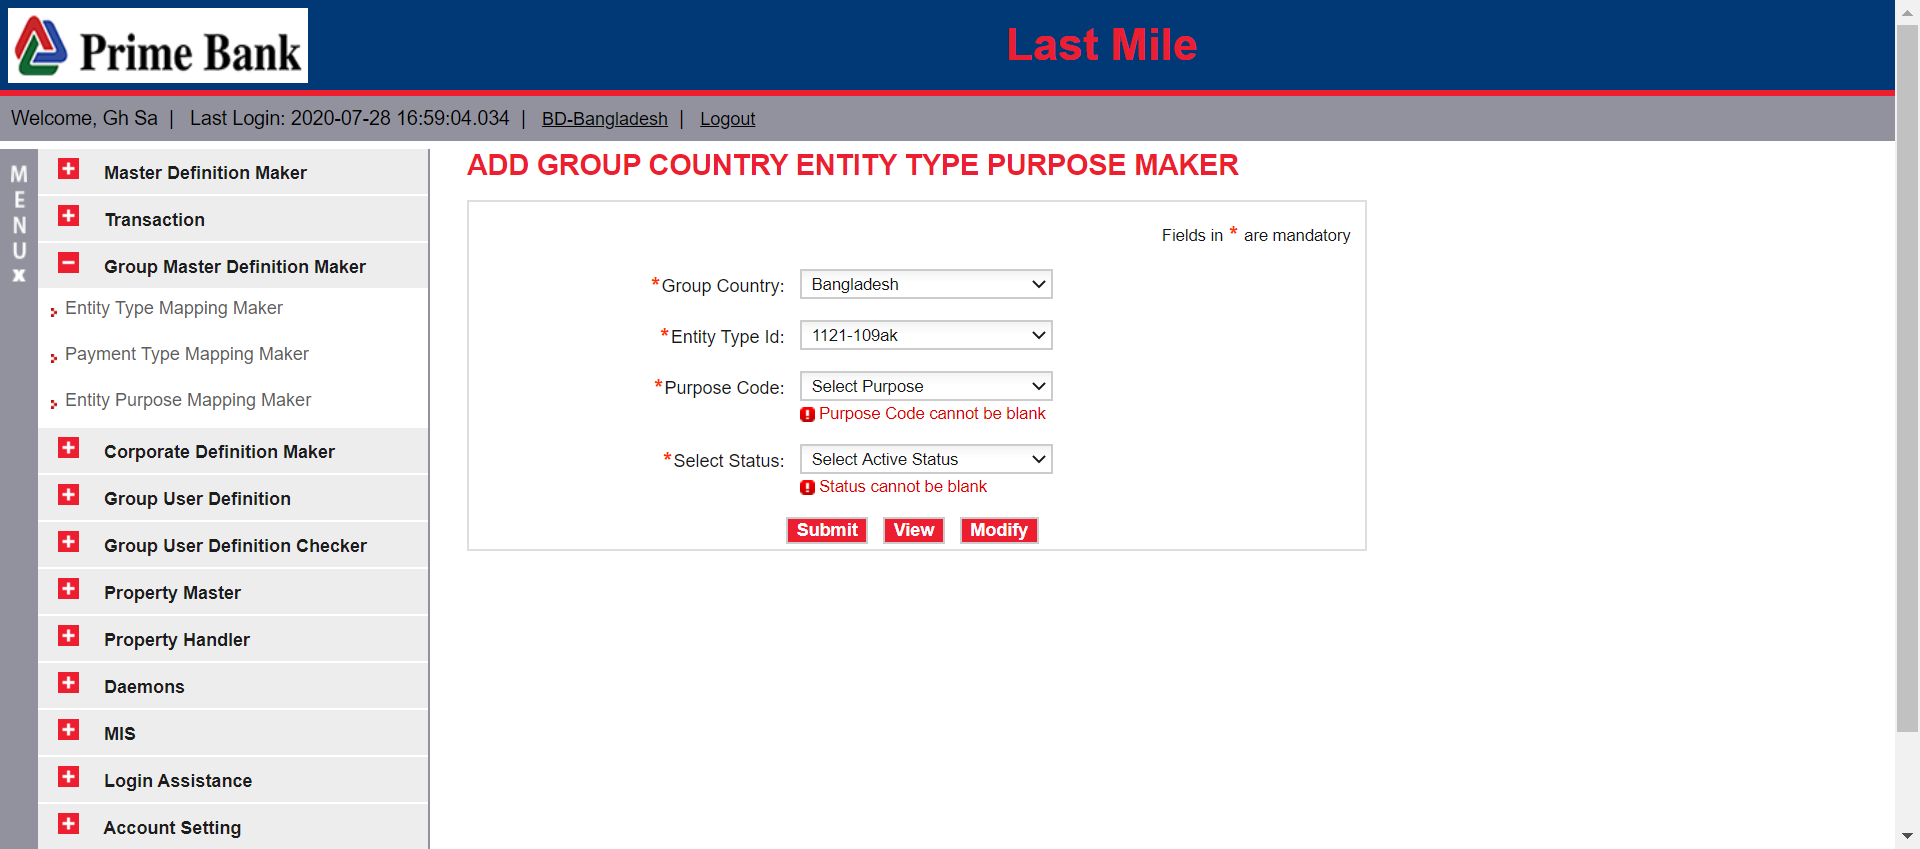 Prime Bank
Last Mile
Welcome, Gh Sa | Last Login: 2020-07-28 16:59:04.034 | BD-Bangladesh | Logout
MENU
x
Master Definition Maker
Transaction
Group Master Definition Maker
Entity Type Mapping Maker
Payment Type Mapping Maker
Entity Purpose Mapping Maker
Corporate Definition Maker
Group User Definition
Group User Definition Checker
Property Master
Property Handler
Daemons
MIS
Login Assistance
Account Setting
ADD GROUP COUNTRY ENTITY TYPE PURPOSE MAKER
Fields in * are mandatory
*Group Country: Bangladesh
*Entity Type Id: 1121-109ak
*Purpose Code: Select Purpose
Purpose Code cannot be blank
*Select Status: Select Active Status
Status cannot be blank
Submit View Modify